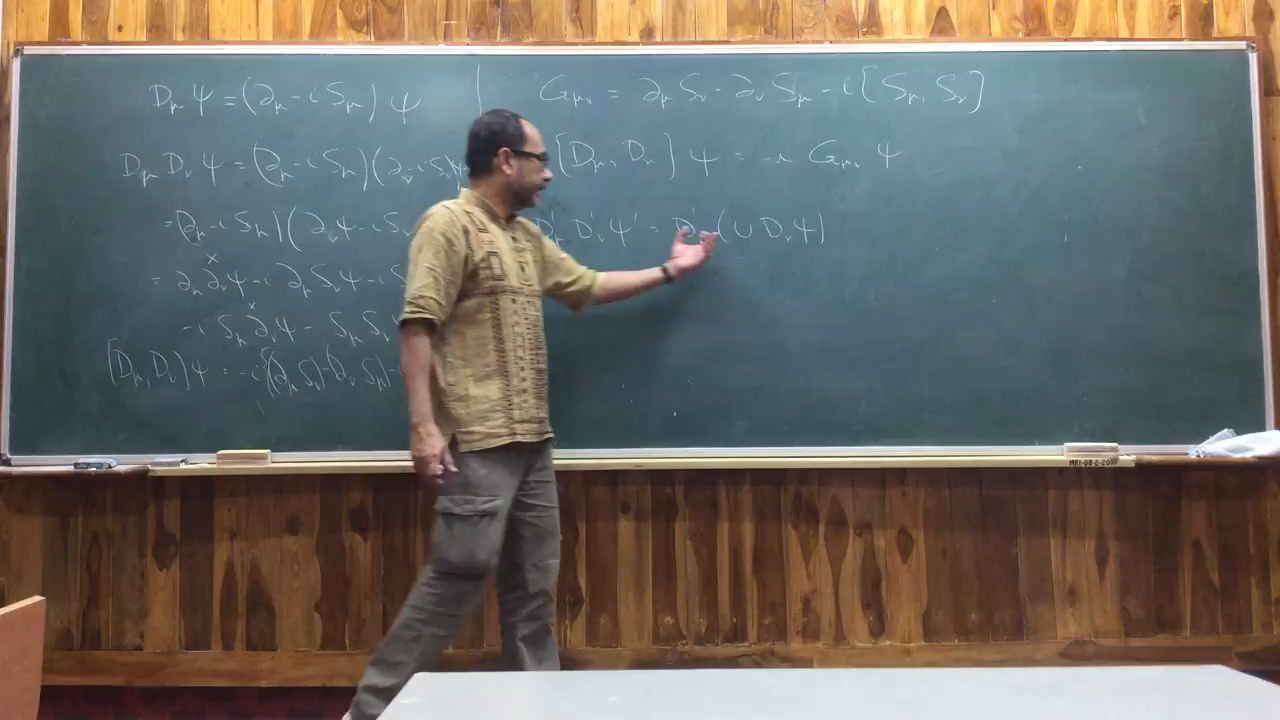 D_μ Ψ = (∂_μ - i S_μ) Ψ
D_μ D_ν Ψ = (∂_μ - i S_μ)(∂_ν - i S_ν)Ψ
= (∂_μ - i S_μ)(∂_ν Ψ - i S_ν
= ∂_μ ∂_ν Ψ - i ∂_μ S_ν Ψ - i S
- i S_μ ∂_ν Ψ - S_μ S_ν
[D_μ, D_ν] Ψ = - i {(∂_μ S_ν) - (∂_ν S_μ) -
G_μν = ∂_μ S_ν - ∂_ν S_μ - i [S_μ, S_ν]
[D_μ, D_ν] Ψ = -i G_μν Ψ
D'_μ D'_ν Ψ' = D'_μ (U D_ν Ψ)
MRI-GB-2-2009